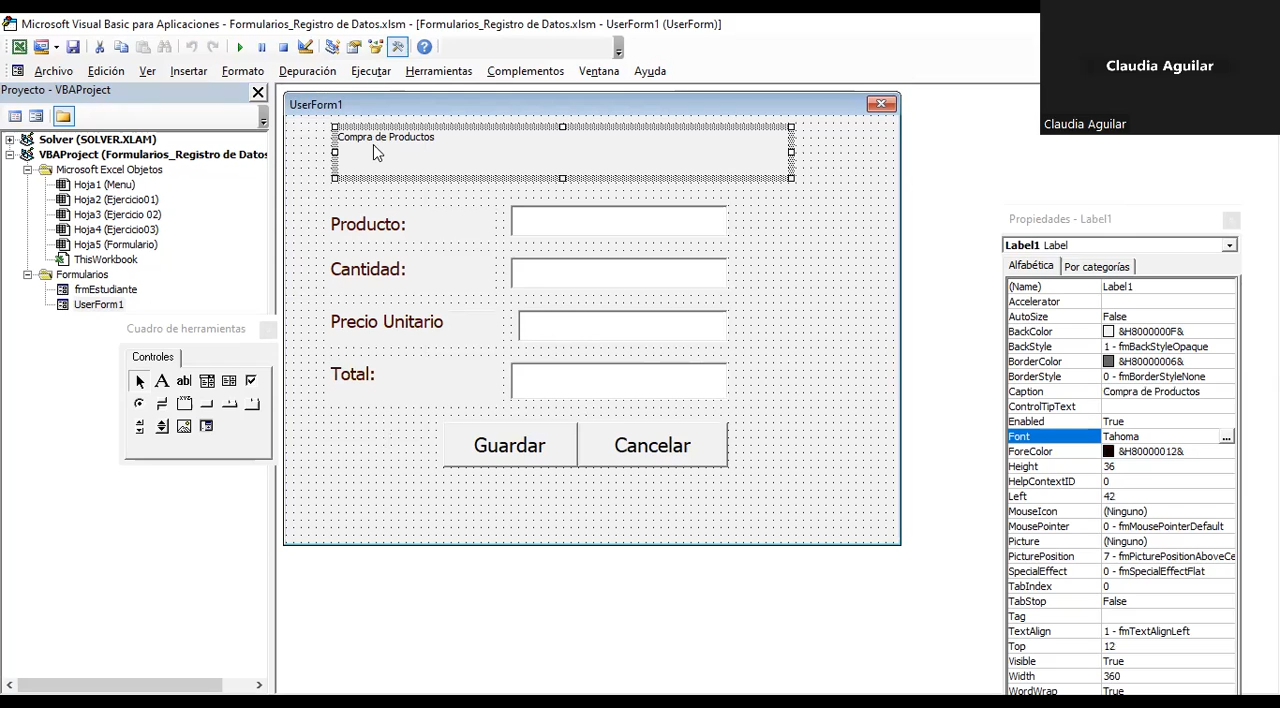 Microsoft Visual Basic para Aplicaciones - Formularios_Registro de Datos.xlsm - [Formularios_Registro de Datos.xlsm - UserForm1 (UserForm)]
Archivo Edición Ver Insertar Formato Depuración Ejecutar Herramientas Complementos Ventana Ayuda
Claudia Aguilar
Claudia Aguilar
Proyecto - VBAProject
Solver (SOLVER.XLAM)
VBAProject (Formularios_Registro de Datos
Microsoft Excel Objetos
Hoja1 (Menu)
Hoja2 (Ejercicio01)
Hoja3 (Ejercicio 02)
Hoja4 (Ejercicio03)
Hoja5 (Formulario)
ThisWorkbook
Formularios
frmEstudiante
UserForm1
Cuadro de herramientas
Controles
UserForm1
Compra de Productos
Producto:
Cantidad:
Precio Unitario
Total:
Guardar Cancelar
Propiedades - Label1
Label1 Label
Alfabética Por categorías
(Name) Label1
Accelerator
AutoSize False
BackColor &H8000000F&
BackStyle 1 - fmBackStyleOpaque
BorderColor &H80000006&
BorderStyle 0 - fmBorderStyleNone
Caption Compra de Productos
ControlTipText
Enabled True
Font Tahoma ...
ForeColor &H80000012&
Height 36
HelpContextID 0
Left 42
MouseIcon (Ninguno)
MousePointer 0 - fmMousePointerDefault
Picture (Ninguno)
PicturePosition 7 - fmPicturePositionAboveCe
SpecialEffect 0 - fmSpecialEffectFlat
TabIndex 0
TabStop False
Tag
TextAlign 1 - fmTextAlignLeft
Top 12
Visible True
Width 360
WordWrap True